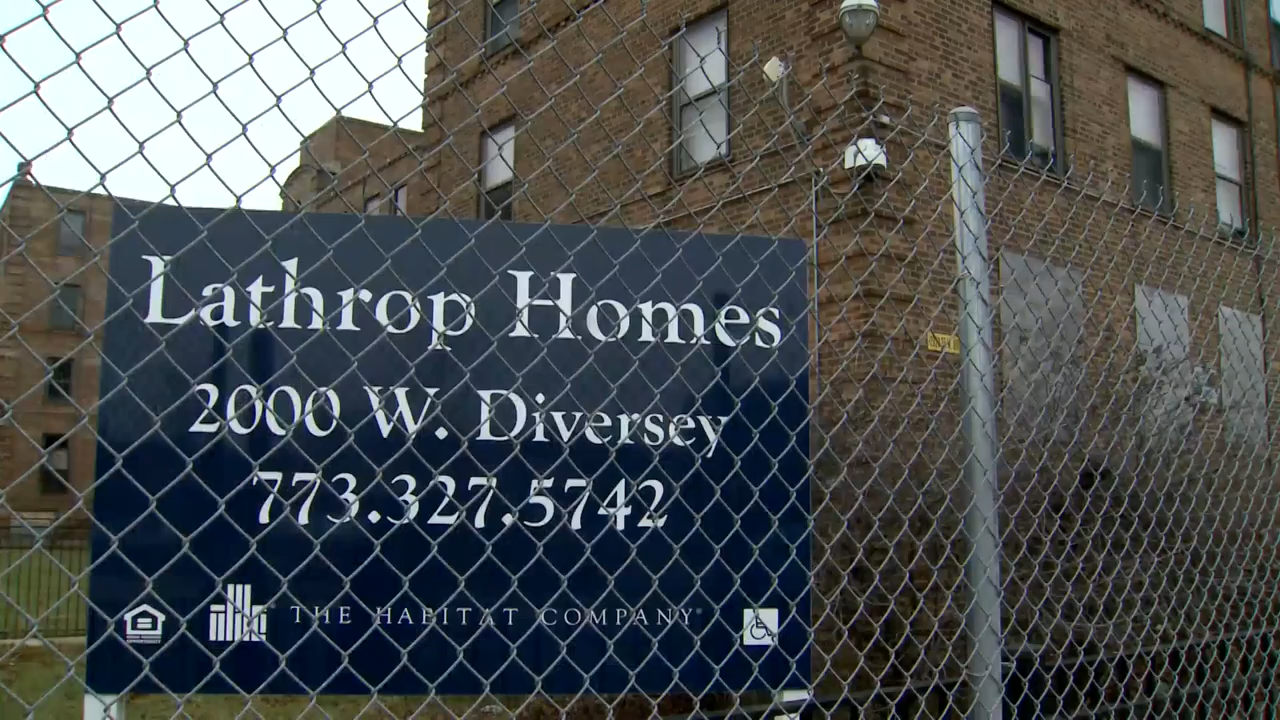 Lathrop Homes
2000 W. Diversey
773.327.5742
THE HABITAT COMPANY